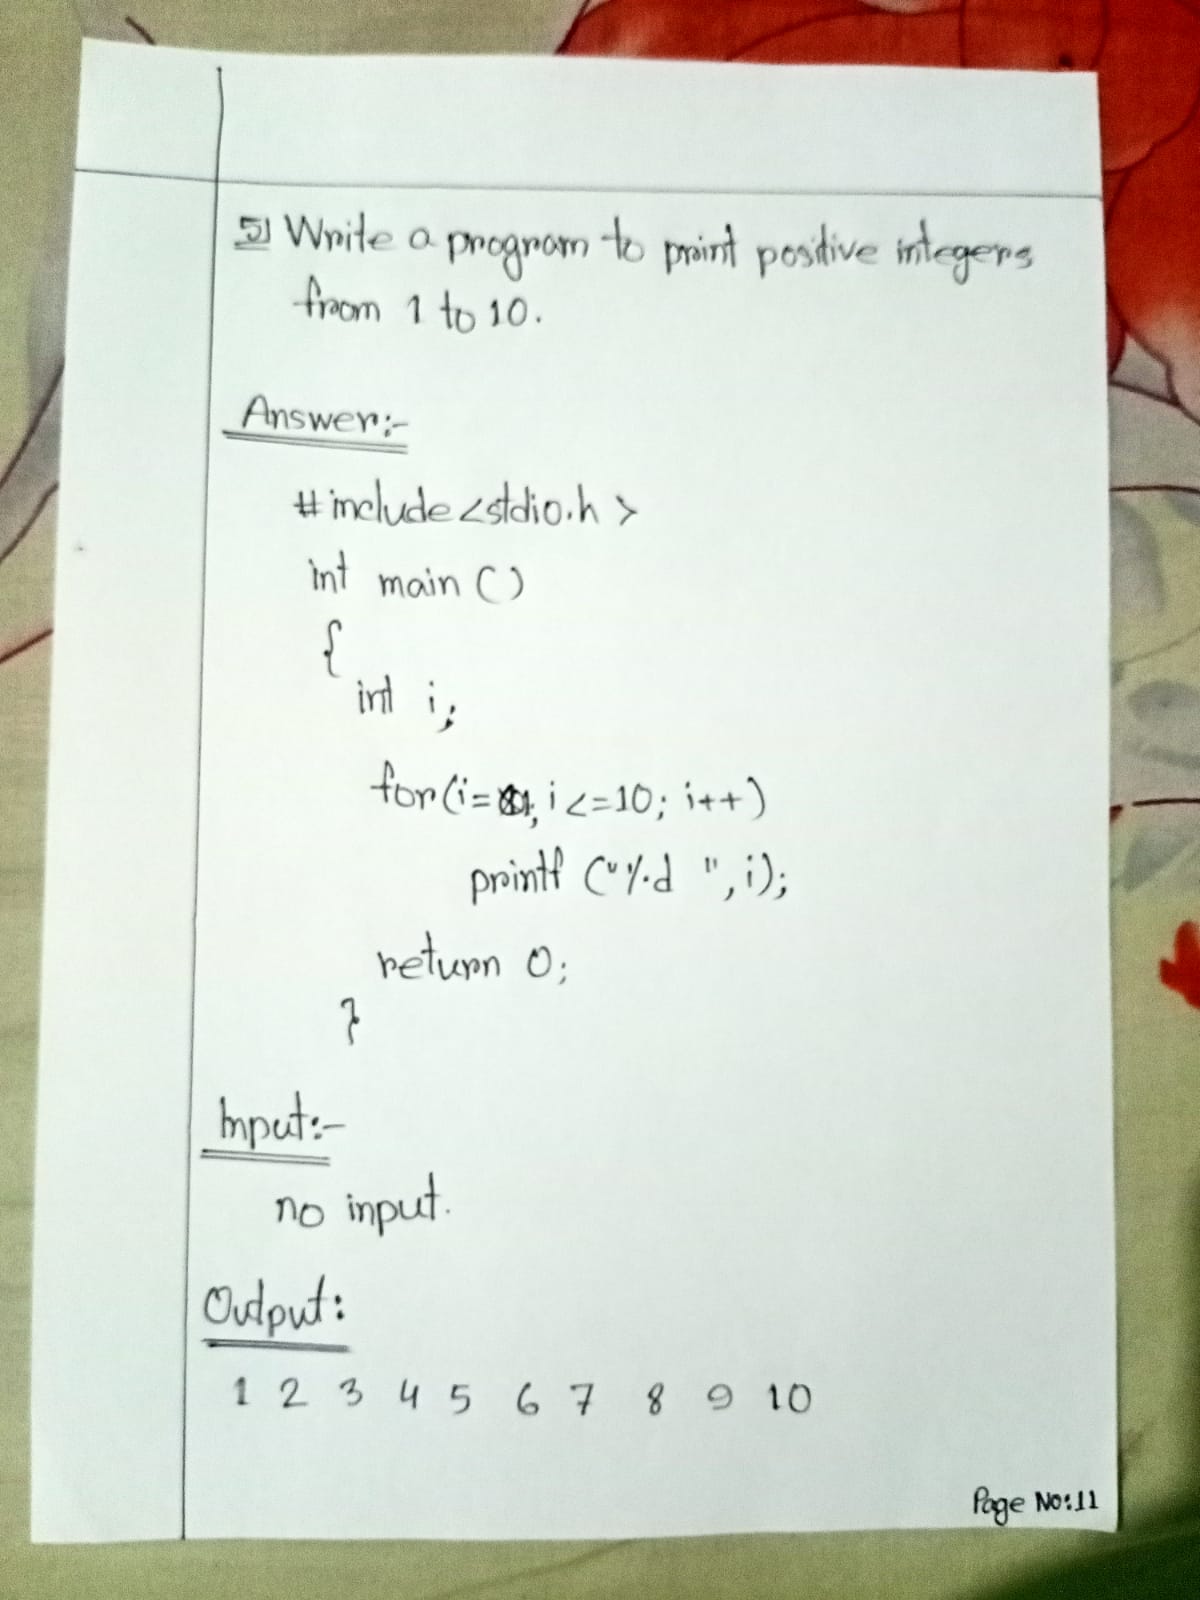 5) Write a program to print positive integers
from 1 to 10.
Answer:-
#include<stdio.h>
int main ()
{
int i;
for(i=1; i<=10; i++)
printf ("%d ", i);
return 0;
}
Input:-
no input.
Output:
1 2 3 4 5 6 7 8 9 10
Page No:11